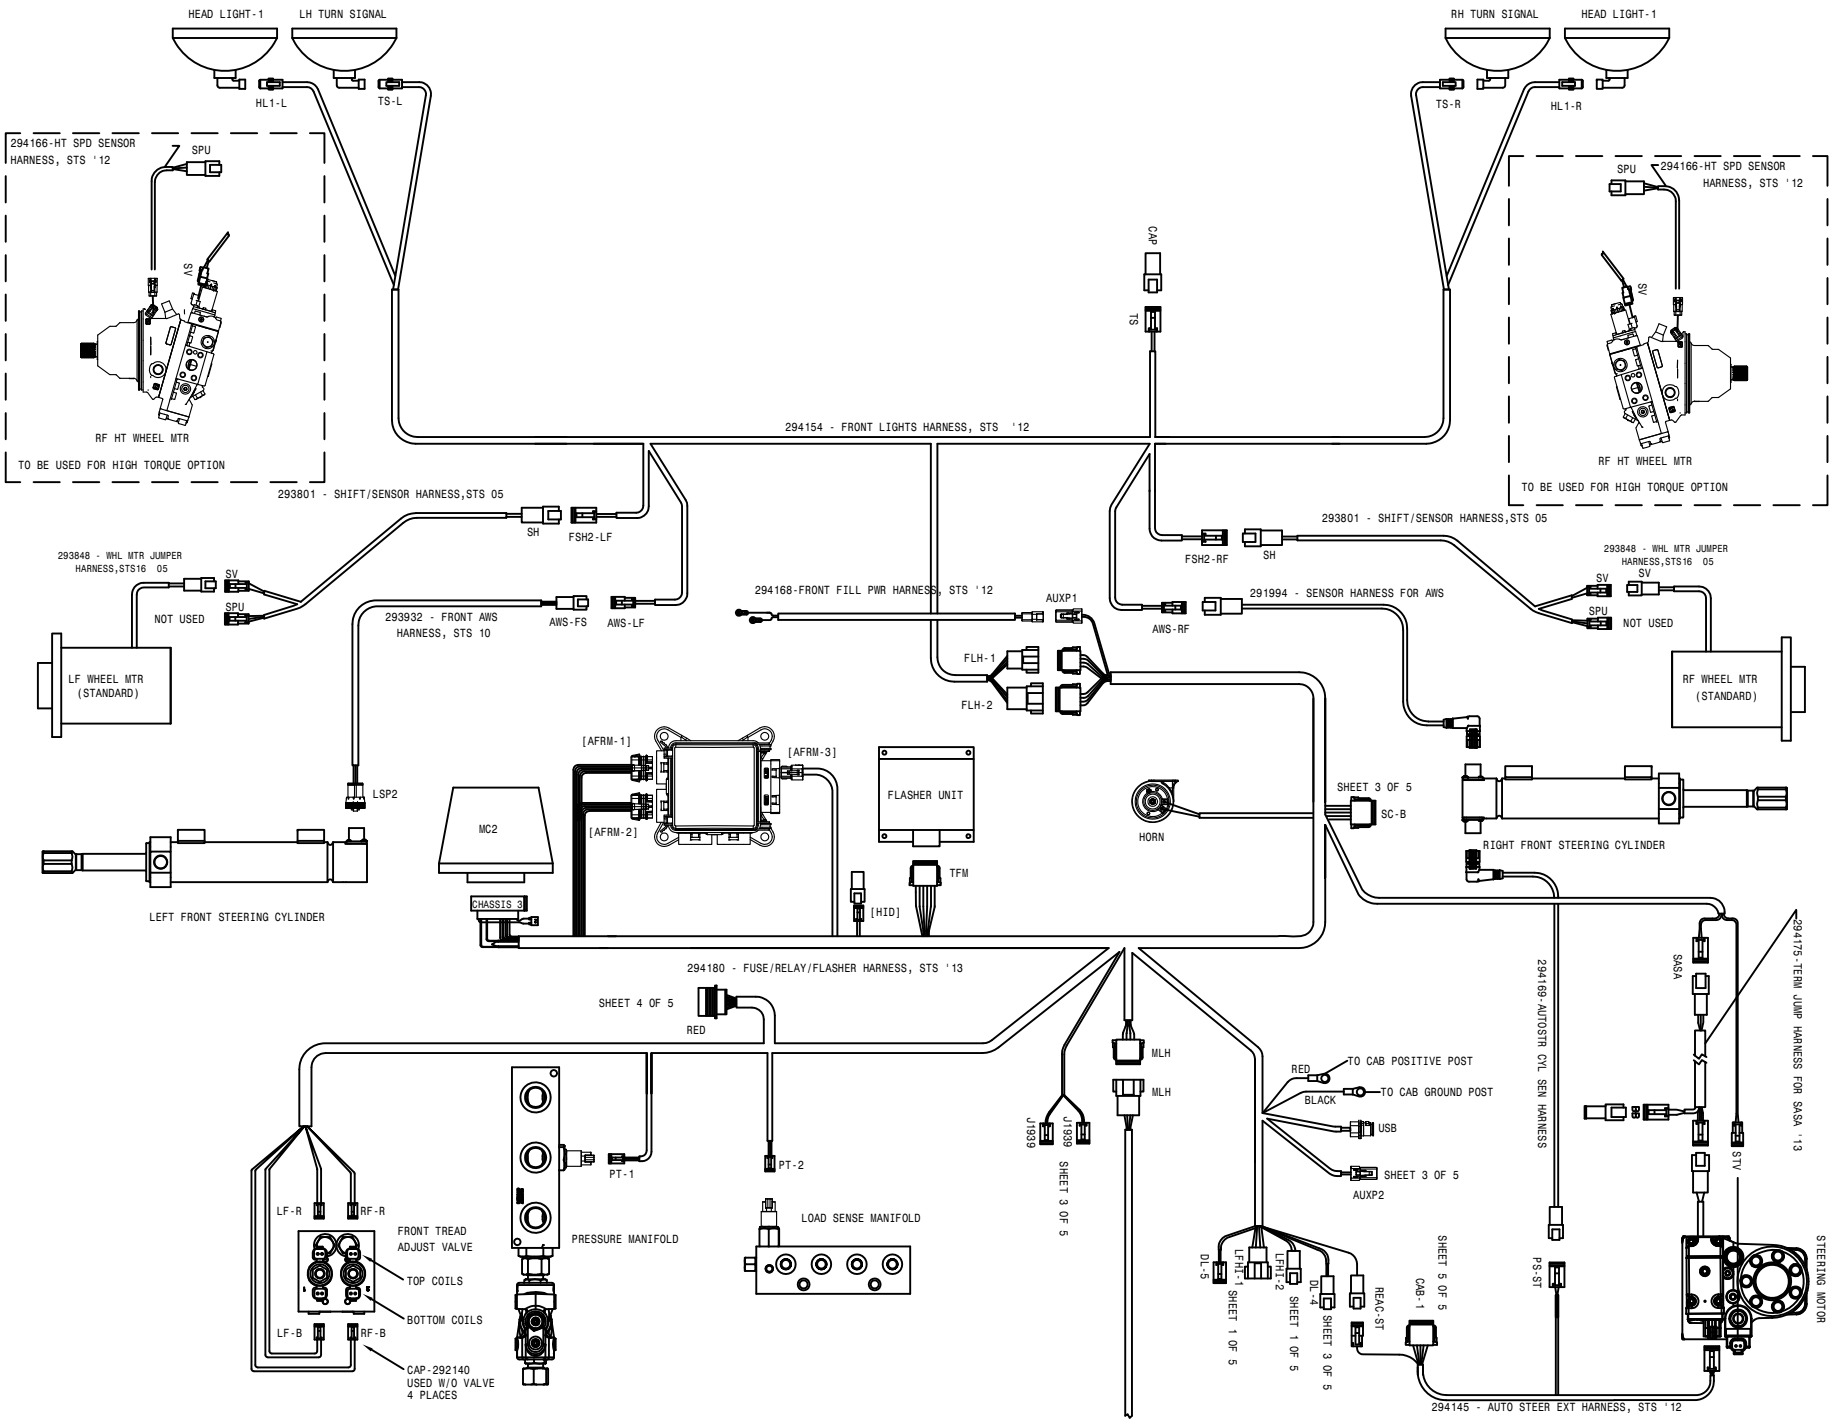 HEAD LIGHT-1
LH TURN SIGNAL
RH TURN SIGNAL
HEAD LIGHT-1
HL1-L
TS-L
TS-R
HL1-R
294166-HT SPD SENSOR
HARNESS, STS '12
SPU
SV
RF HT WHEEL MTR
TO BE USED FOR HIGH TORQUE OPTION
SPU
294166-HT SPD SENSOR
HARNESS, STS '12
SV
RF HT WHEEL MTR
TO BE USED FOR HIGH TORQUE OPTION
CAP
TS
294154 - FRONT LIGHTS HARNESS, STS '12
293801 - SHIFT/SENSOR HARNESS,STS 05
SH
FSH2-LF
293801 - SHIFT/SENSOR HARNESS,STS 05
FSH2-RF
SH
293848 - WHL MTR JUMPER
HARNESS,STS16 05
SV
SPU
NOT USED
293848 - WHL MTR JUMPER
HARNESS,STS16 05
SV
SV
SPU
NOT USED
293932 - FRONT AWS
HARNESS, STS 10
AWS-FS
AWS-LF
294168-FRONT FILL PWR HARNESS, STS '12
AUXP1
AWS-RF
291994 - SENSOR HARNESS FOR AWS
FLH-1
FLH-2
LF WHEEL MTR
(STANDARD)
RF WHEEL MTR
(STANDARD)
LSP2
[AFRM-1]
[AFRM-2]
[AFRM-3]
MC2
CHASSIS 3
FLASHER UNIT
TFM
[HID]
HORN
SHEET 3 OF 5
SC-B
LEFT FRONT STEERING CYLINDER
RIGHT FRONT STEERING CYLINDER
294180 - FUSE/RELAY/FLASHER HARNESS, STS '13
SHEET 4 OF 5
RED
MLH
MLH
J1939
J1939
SHEET 3 OF 5
RED
TO CAB POSITIVE POST
BLACK
TO CAB GROUND POST
USB
SHEET 3 OF 5
AUXP2
294169-AUTOSTR CYL SEN HARNESS
SASA
294175-TERM JUMP HARNESS FOR SASA '13
BB
STV
PT-1
PT-2
LF-R
RF-R
FRONT TREAD
ADJUST VALVE
TOP COILS
BOTTOM COILS
LF-B
RF-B
CAP-292140
USED W/O VALVE
4 PLACES
PRESSURE MANIFOLD
LOAD SENSE MANIFOLD
DL-5
LFHI-1
SHEET 1 OF 5
LFHI-2
SHEET 1 OF 5
DL-4
SHEET 3 OF 5
REAC-ST
CAB-1
SHEET 5 OF 5
PS-ST
STEERING MOTOR
294145 - AUTO STEER EXT HARNESS, STS '12